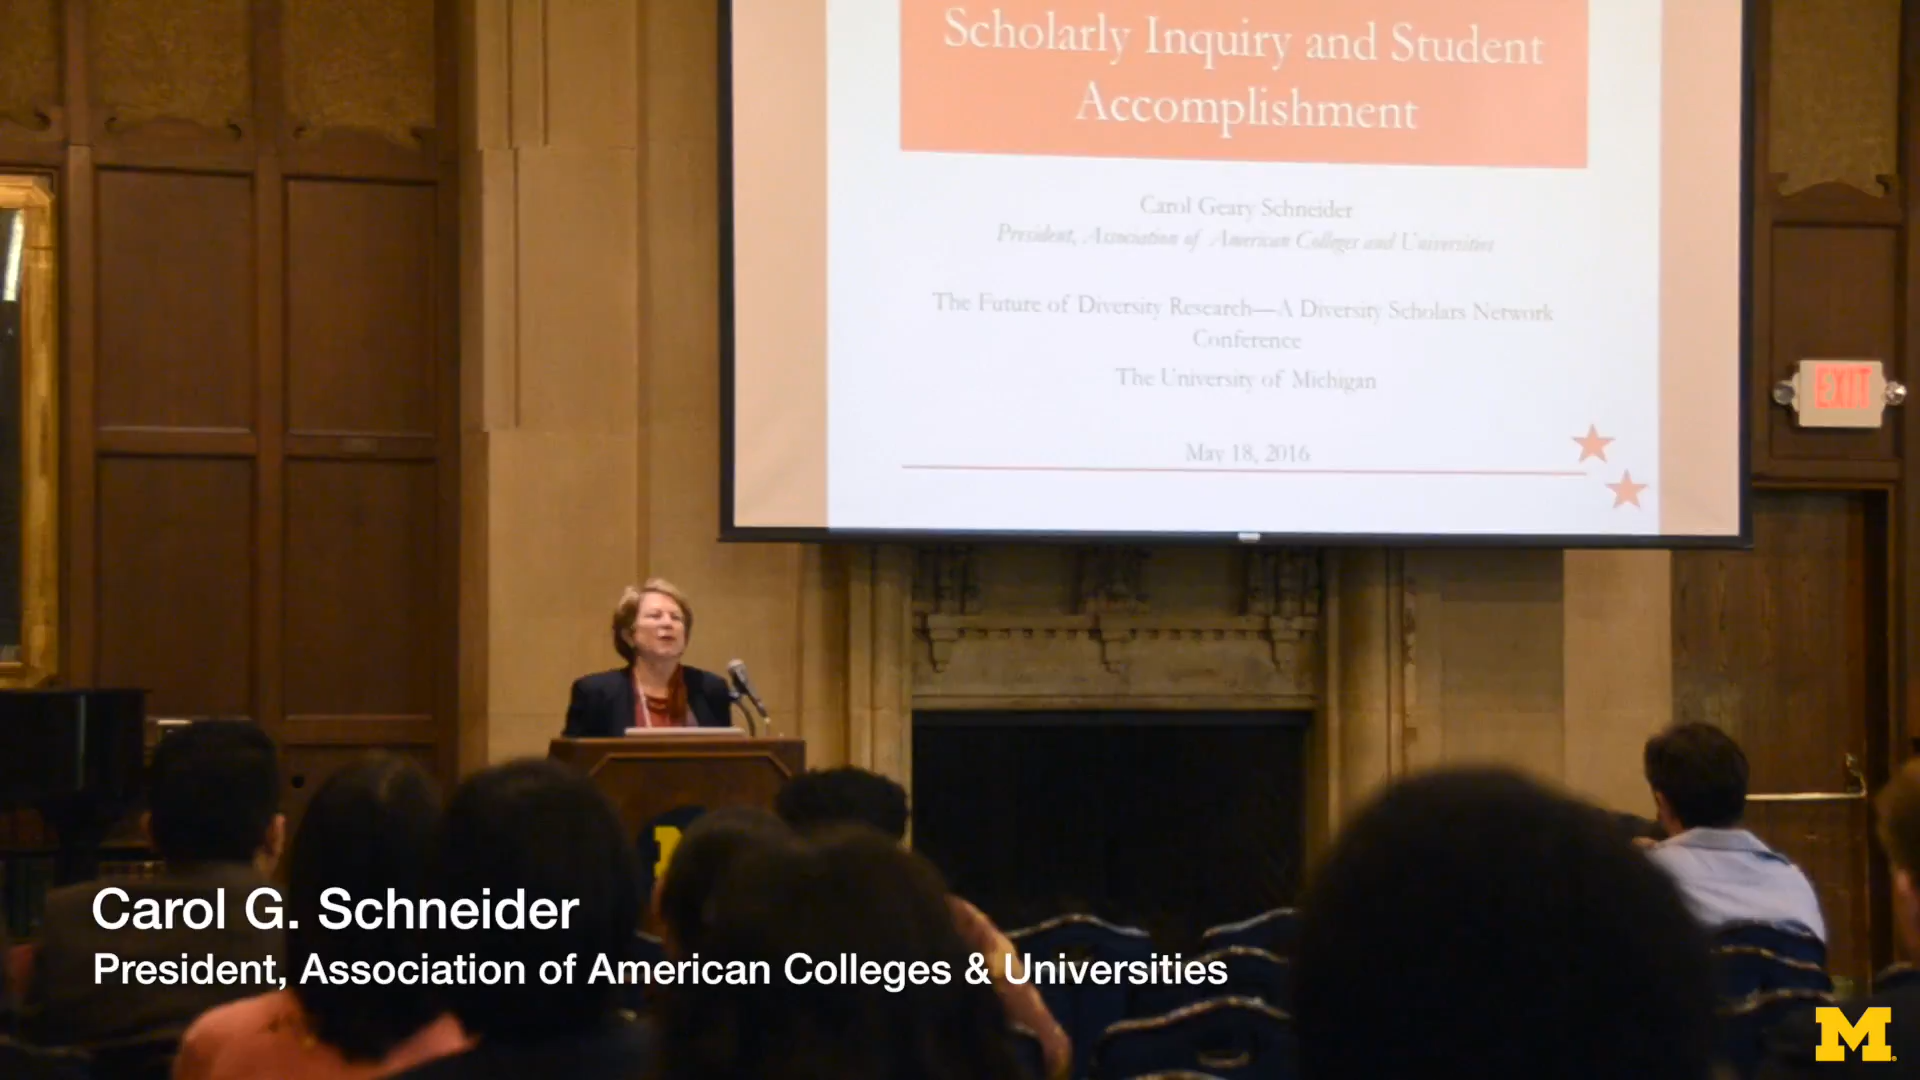 Scholarly Inquiry and Student
Accomplishment
Carol Geary Schneider
President, Association of American Colleges and Universities
The Future of Diversity Research—A Diversity Scholars Network
Conference
The University of Michigan
May 18, 2016
EXIT
M
Carol G. Schneider
President, Association of American Colleges & Universities
M